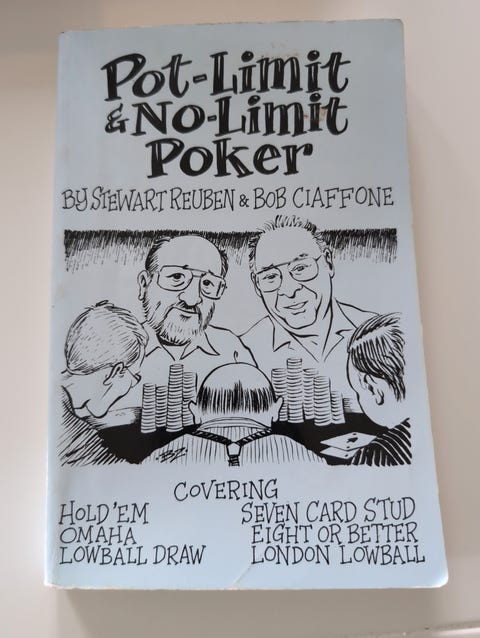 Pot-Limit
& No-Limit
Poker
BY STEWART REUBEN & BOB CIAFFONE
COVERING
HOLD 'EM
OMAHA
LOWBALL DRAW
SEVEN CARD STUD
EIGHT OR BETTER
LONDON LOWBALL